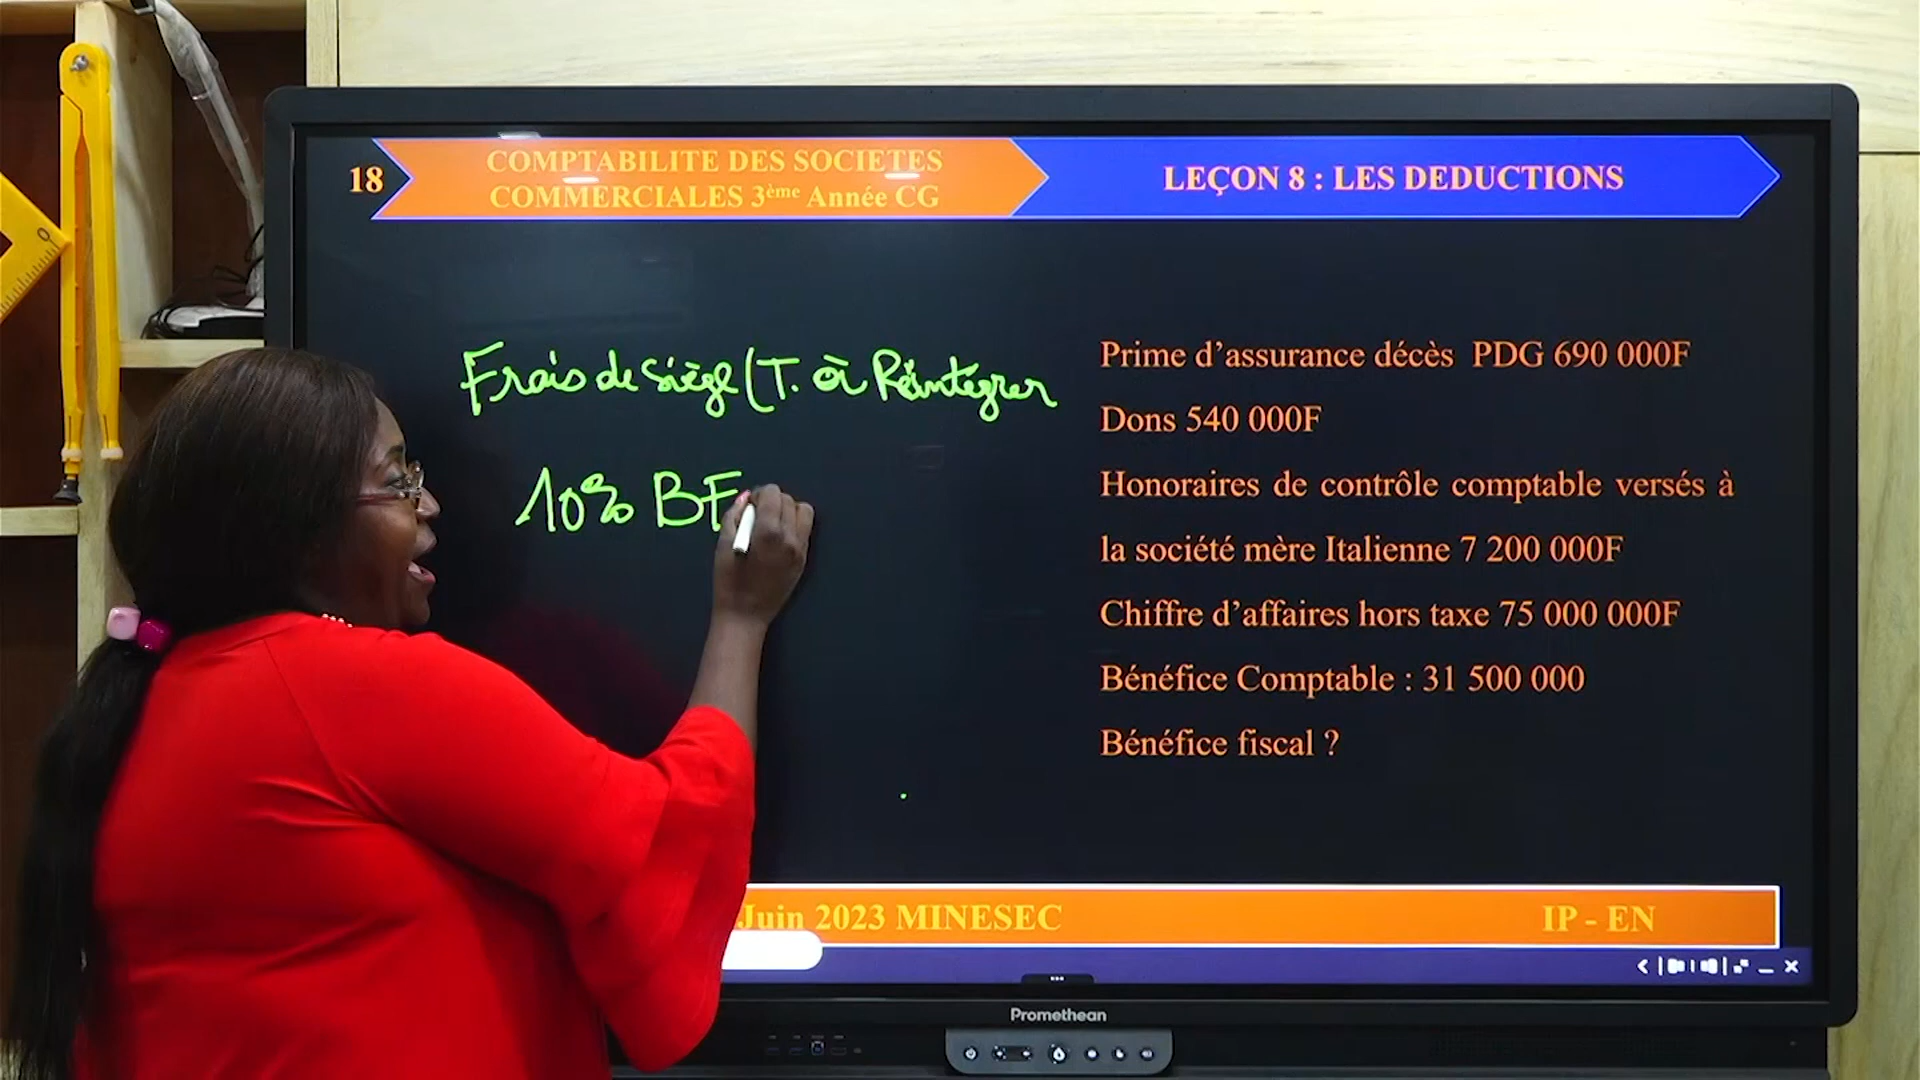 18
COMPTABILITE DES SOCIETES
COMMERCIALES 3ème Année CG
LEÇON 8 : LES DEDUCTIONS
Frais de siège (T. à Réintégrer
10% BF
Prime d’assurance décès PDG 690 000F
Dons 540 000F
Honoraires de contrôle comptable versés à
la société mère Italienne 7 200 000F
Chiffre d’affaires hors taxe 75 000 000F
Bénéfice Comptable : 31 500 000
Bénéfice fiscal ?
Juin 2023 MINESEC
IP - EN
Promethean
0